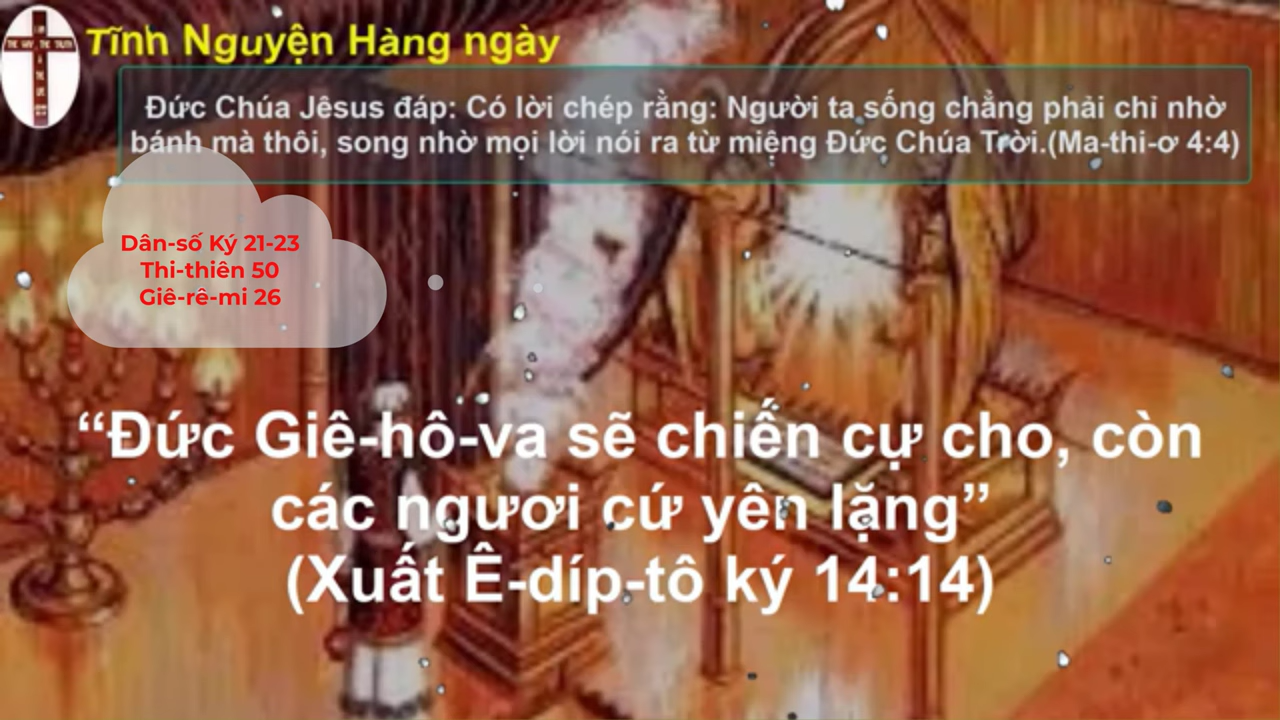 Tĩnh Nguyện Hàng ngày
Đức Chúa Jêsus đáp: Có lời chép rằng: Người ta sống chẳng phải chỉ nhờ
bánh mà thôi, song nhờ mọi lời nói ra từ miệng Đức Chúa Trời.(Ma-thi-ơ 4:4)
Dân-số Ký 21-23
Thi-thiên 50
Giê-rê-mi 26
“Đức Giê-hô-va sẽ chiến cự cho, còn
các ngươi cứ yên lặng”
(Xuất Ê-díp-tô ký 14:14)